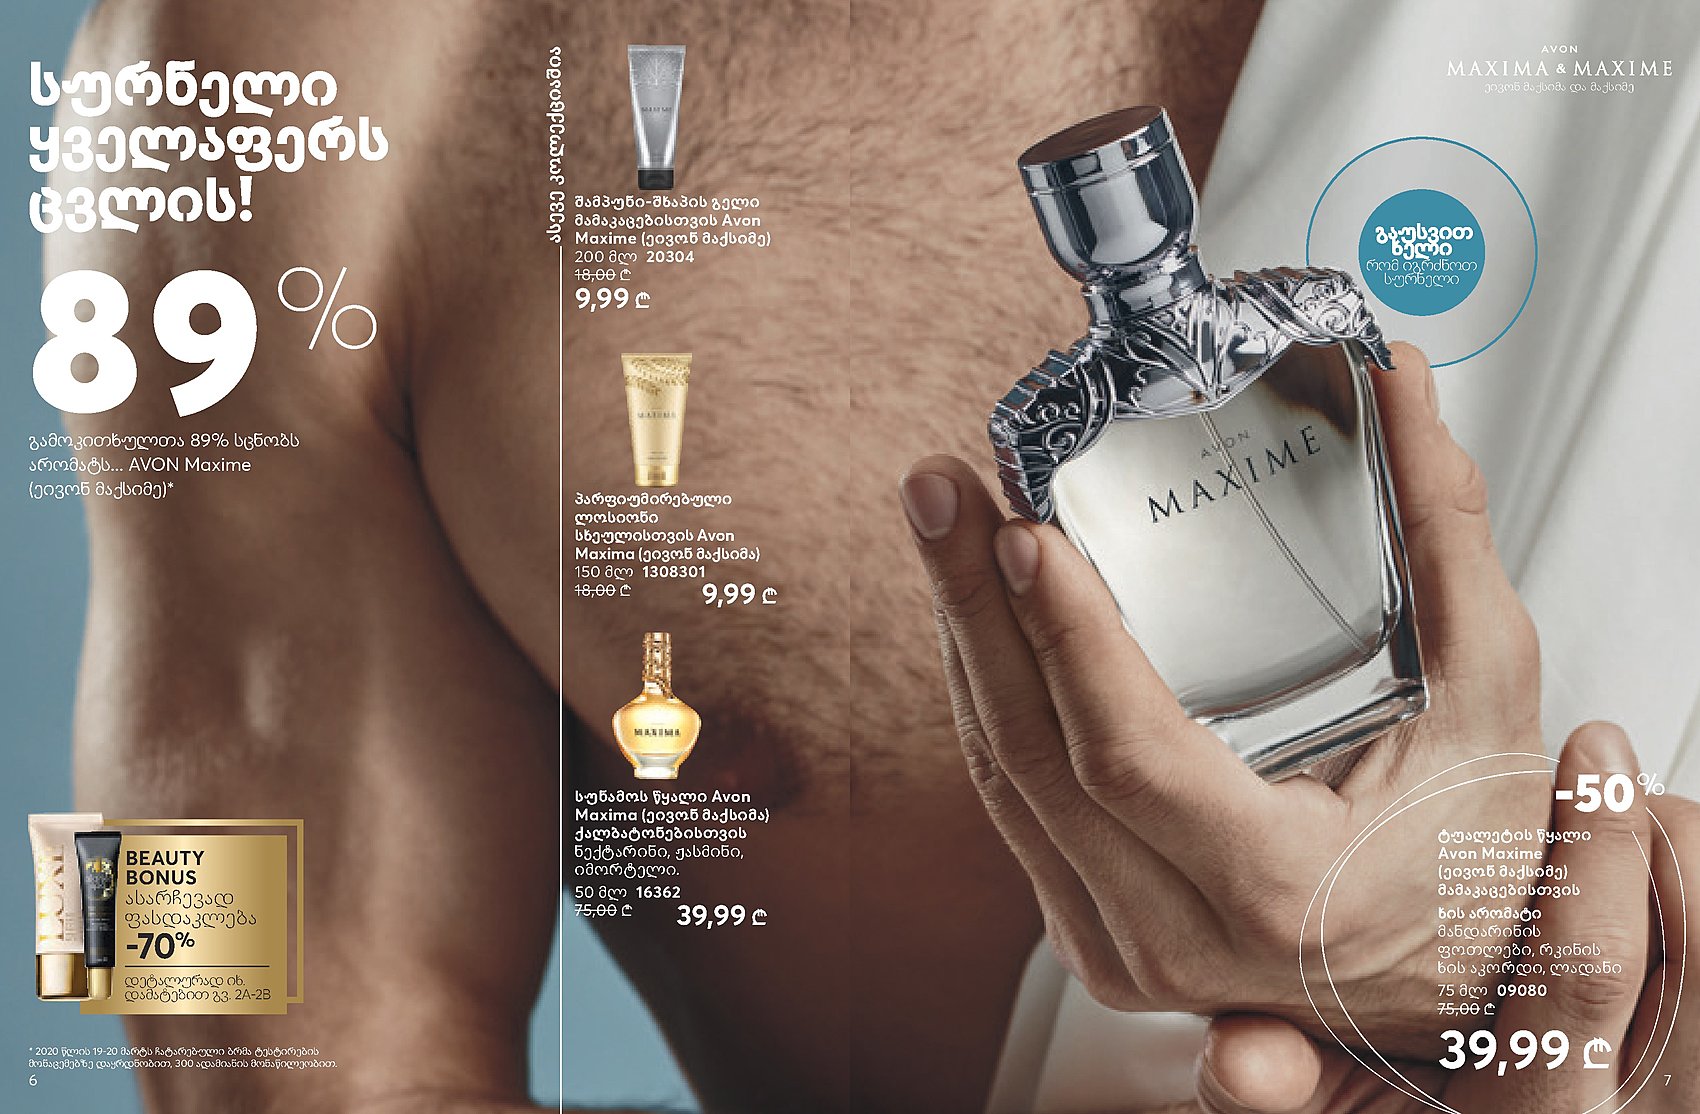 სურნელი
ყველაფერს
ცვლის!
89%
გამოკითხულთა 89% სცნობს
არომატს... AVON Maxime
(ეივონ მაქსიმე)*
BEAUTY
BONUS
ასარჩევად
ფასდაკლება
-70%
დეტალურად იხ.
დამატებით გვ. 2A-2B
* 2020 წლის 19-20 მარტს ჩატარებული ბრმა ტესტირების
მონაცემებზე დაყრდნობით, 300 ადამიანის მონაწილეობით.
6
ასევე კოლექციაშია
შამპუნი-შხაპის გელი
მამაკაცებისთვის Avon
Maxime (ეივონ მაქსიმე)
200 მლ 20304
18,00 ₾
9,99 ₾
MAXIMA
პარფიუმირებული
ლოსიონი
სხეულისთვის Avon
Maxima (ეივონ მაქსიმა)
150 მლ 1308301
18,00 ₾
9,99 ₾
MAXIMA
სუნამოს წყალი Avon
Maxima (ეივონ მაქსიმა)
ქალბატონებისთვის
ნექტარინი, ჟასმინი,
იმორტელი.
50 მლ 16362
75,00 ₾
39,99 ₾
AVON
MAXIMA & MAXIME
ეივონ მაქსიმა და მაქსიმე
გაუსვით
ხელი
რომ იგრძნოთ
სურნელი
AVON
MAXIME
-50%
ტუალეტის წყალი
Avon Maxime
(ეივონ მაქსიმე)
მამაკაცებისთვის
ხის არომატი
მანდარინის
ფოთლები, რკინის
ხის აკორდი, ლადანი
75 მლ 09080
75,00 ₾
39,99 ₾
7